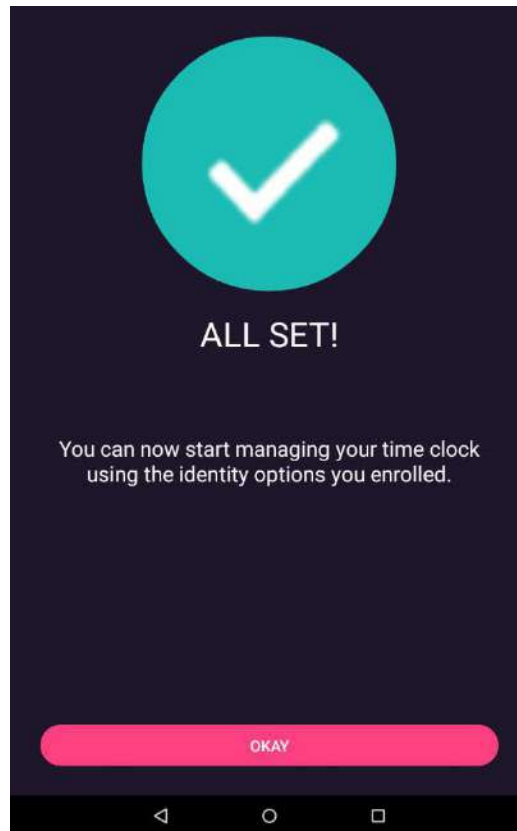 ALL SET!
You can now start managing your time clock
using the identity options you enrolled.
OKAY